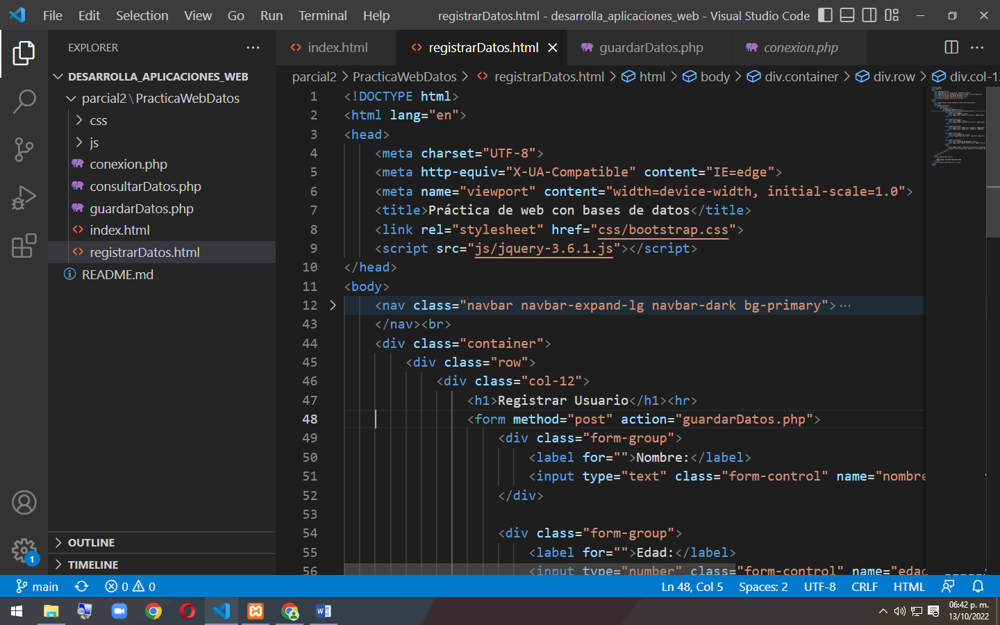 File Edit Selection View Go Run Terminal Help registrarDatos.html - desarrolla_aplicaciones_web - Visual Studio Code
EXPLORER
DESARROLLA_APLICACIONES_WEB
parcial2\PracticaWebDatos
css
js
conexion.php
consultarDatos.php
guardarDatos.php
index.html
registrarDatos.html
README.md
OUTLINE
TIMELINE
1
index.html registrarDatos.html guardarDatos.php conexion.php
parcial2 > PracticaWebDatos > registrarDatos.html > html > body > div.container > div.row > div.col-12
1 <!DOCTYPE html>
2 <html lang="en">
3 <head>
4 <meta charset="UTF-8">
5 <meta http-equiv="X-UA-Compatible" content="IE=edge">
6 <meta name="viewport" content="width=device-width, initial-scale=1.0">
7 <title>Práctica de web con bases de datos</title>
8 <link rel="stylesheet" href="css/bootstrap.css">
9 <script src="js/jquery-3.6.1.js"></script>
10 </head>
11 <body>
12 <nav class="navbar navbar-expand-lg navbar-dark bg-primary">···
43 </nav><br>
44 <div class="container">
45 <div class="row">
46 <div class="col-12">
47 <h1>Registrar Usuario</h1><hr>
48 <form method="post" action="guardarDatos.php">
49 <div class="form-group">
50 <label for="">Nombre:</label>
51 <input type="text" class="form-control" name="nombre
52 </div>
53
54 <div class="form-group">
55 <label for="">Edad:</label>
56 <input type="number" class="form-control" name="edad
main 0 0 Ln 48, Col 5 Spaces: 2 UTF-8 CRLF HTML
06:42 p. m.
13/10/2022